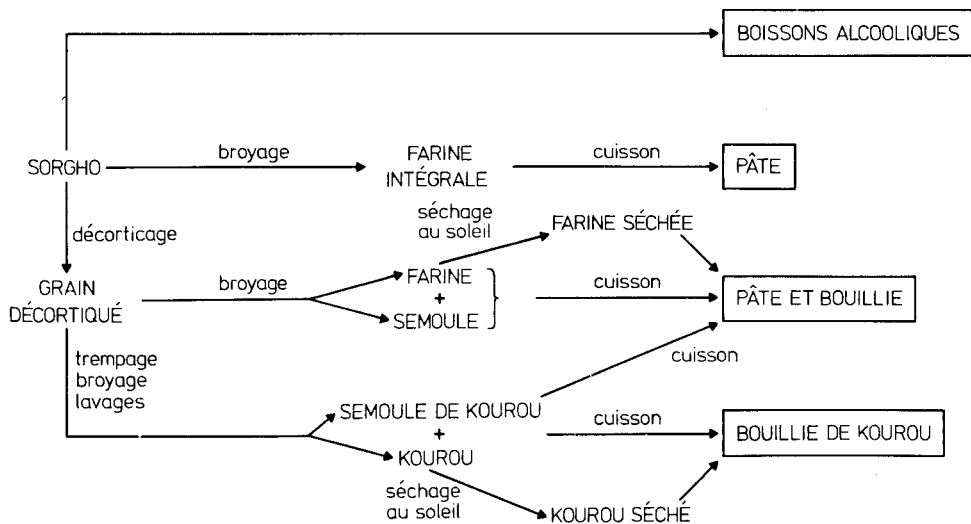 BOISSONS ALCOOLIQUES
SORGHO
broyage
FARINE
INTÉGRALE
cuisson
PÂTE
décorticage
séchage
au soleil
FARINE SÉCHÉE
GRAIN
DÉCORTIQUÉ
broyage
FARINE
+
SEMOULE
cuisson
PÂTE ET BOUILLIE
trempage
broyage
lavages
cuisson
SEMOULE DE KOUROU
+
KOUROU
cuisson
BOUILLIE DE KOUROU
séchage
au soleil
KOUROU SÉCHÉ